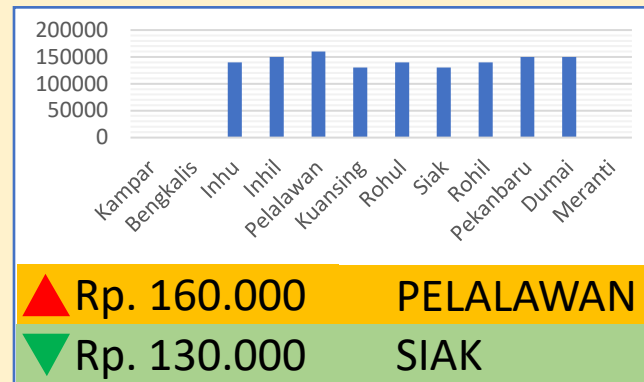 200000
150000
100000
50000
0
Kampar
Bengkalis
Inhu
Inhil
Pelalawan
Kuansing
Rohul
Siak
Rohil
Pekanbaru
Dumai
Meranti
Rp. 160.000 PELALAWAN
Rp. 130.000 SIAK